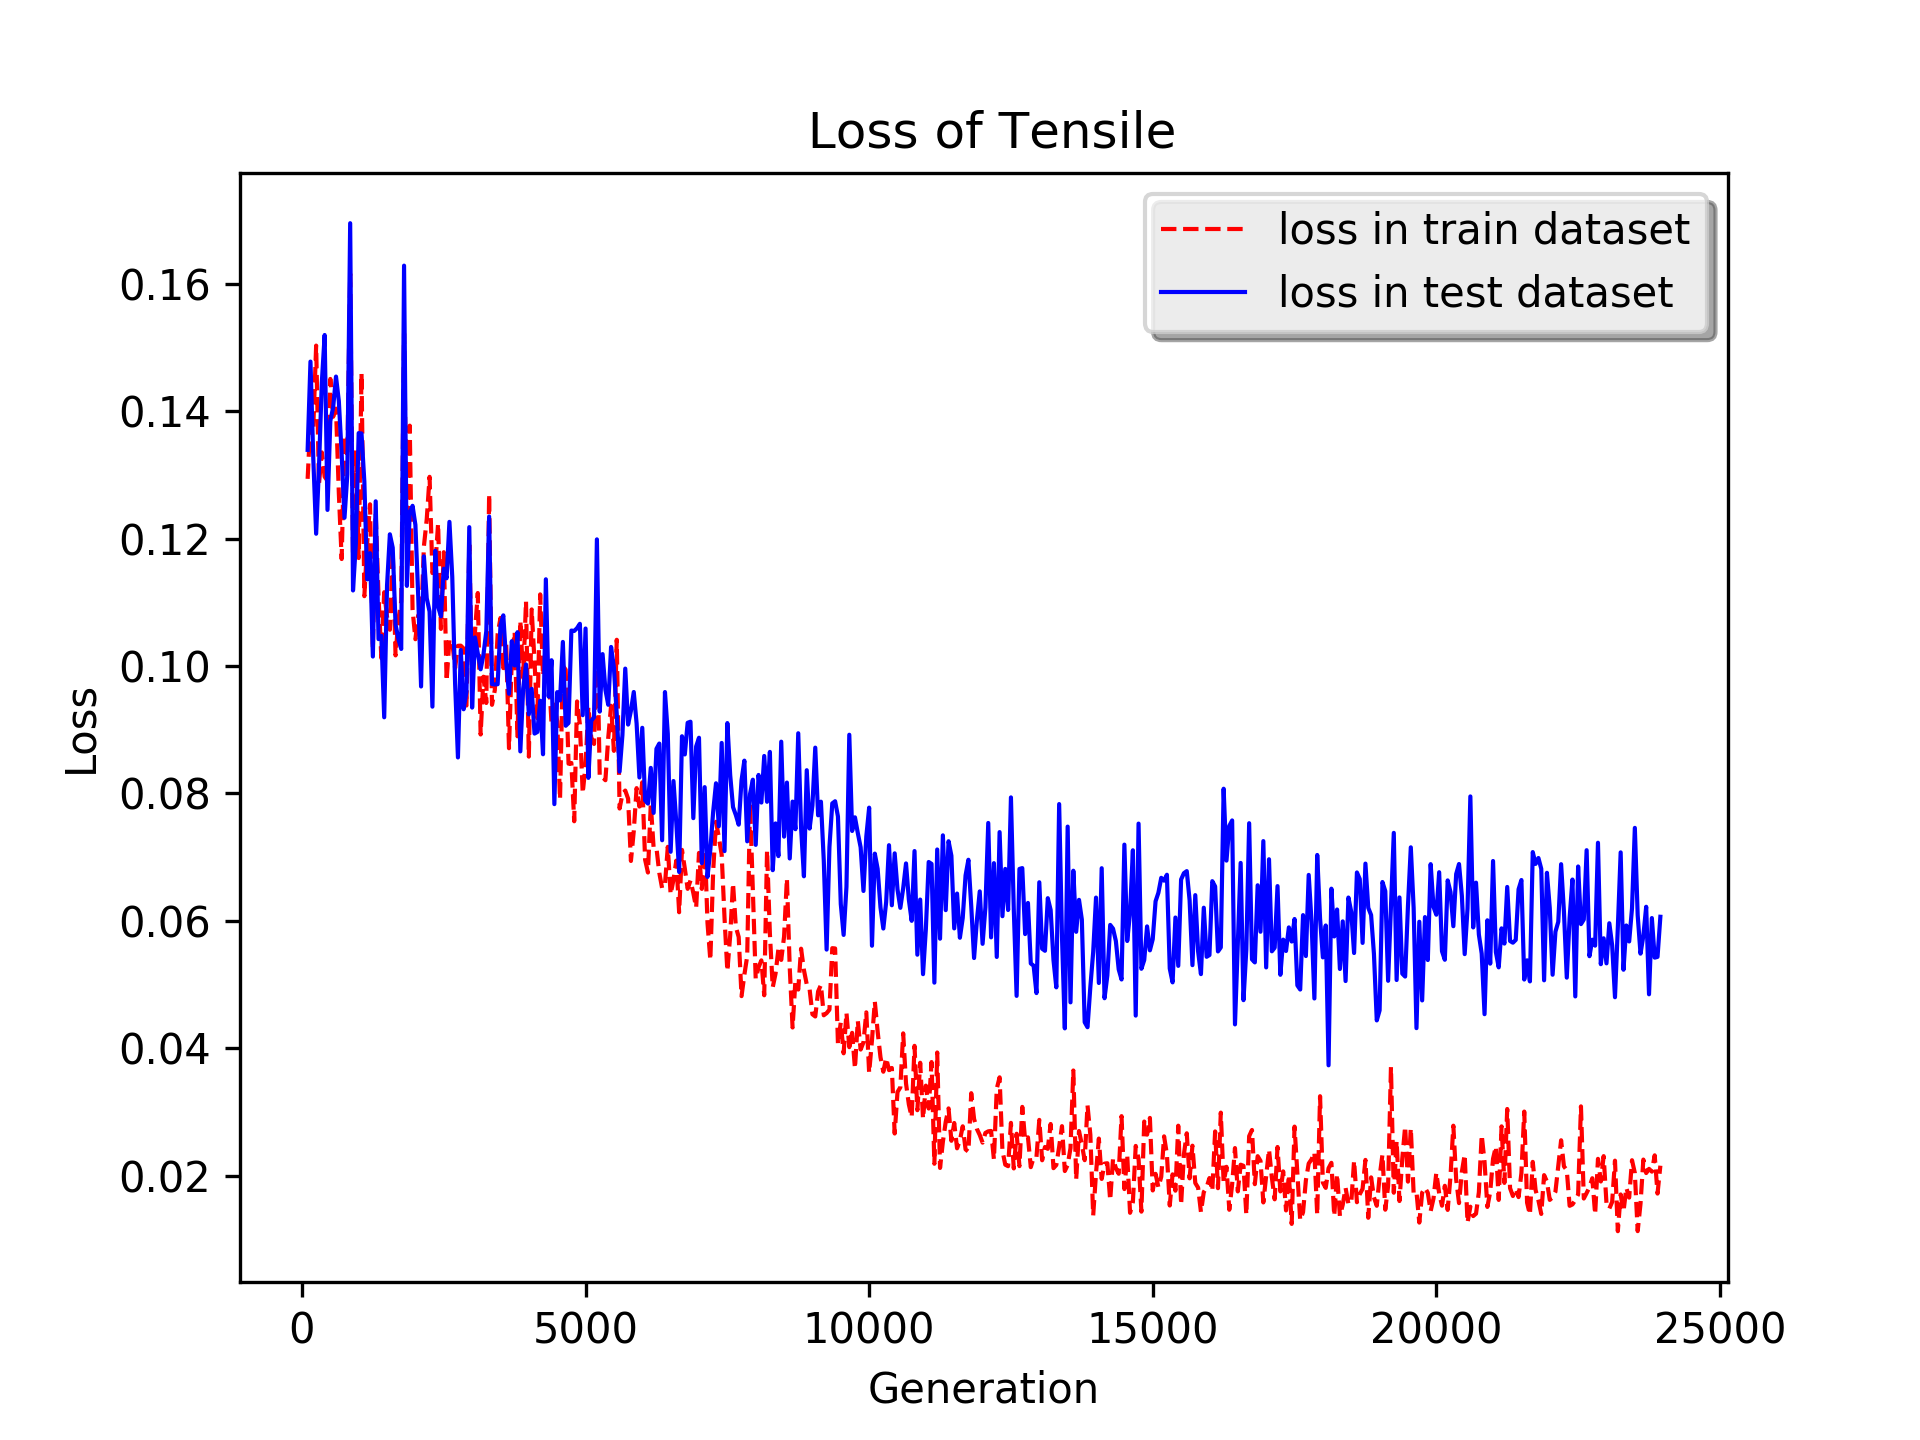 Loss of Tensile
loss in train dataset
loss in test dataset
0.16
0.14
0.12
0.10
0.08
0.06
0.04
0.02
Loss
0
5000
10000
15000
20000
25000
Generation